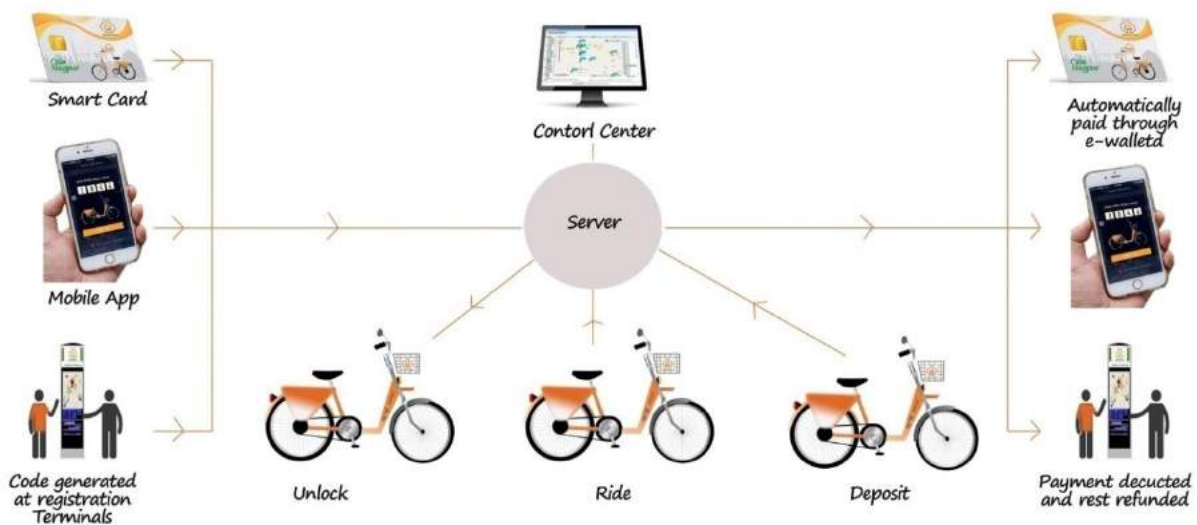 Smart Card
Contorl Center
Automatically
paid through
e-walletd
Mobile App
Server
Code generated
at registration
Terminals
Unlock
Ride
Deposit
Payment decucted
and rest refunded